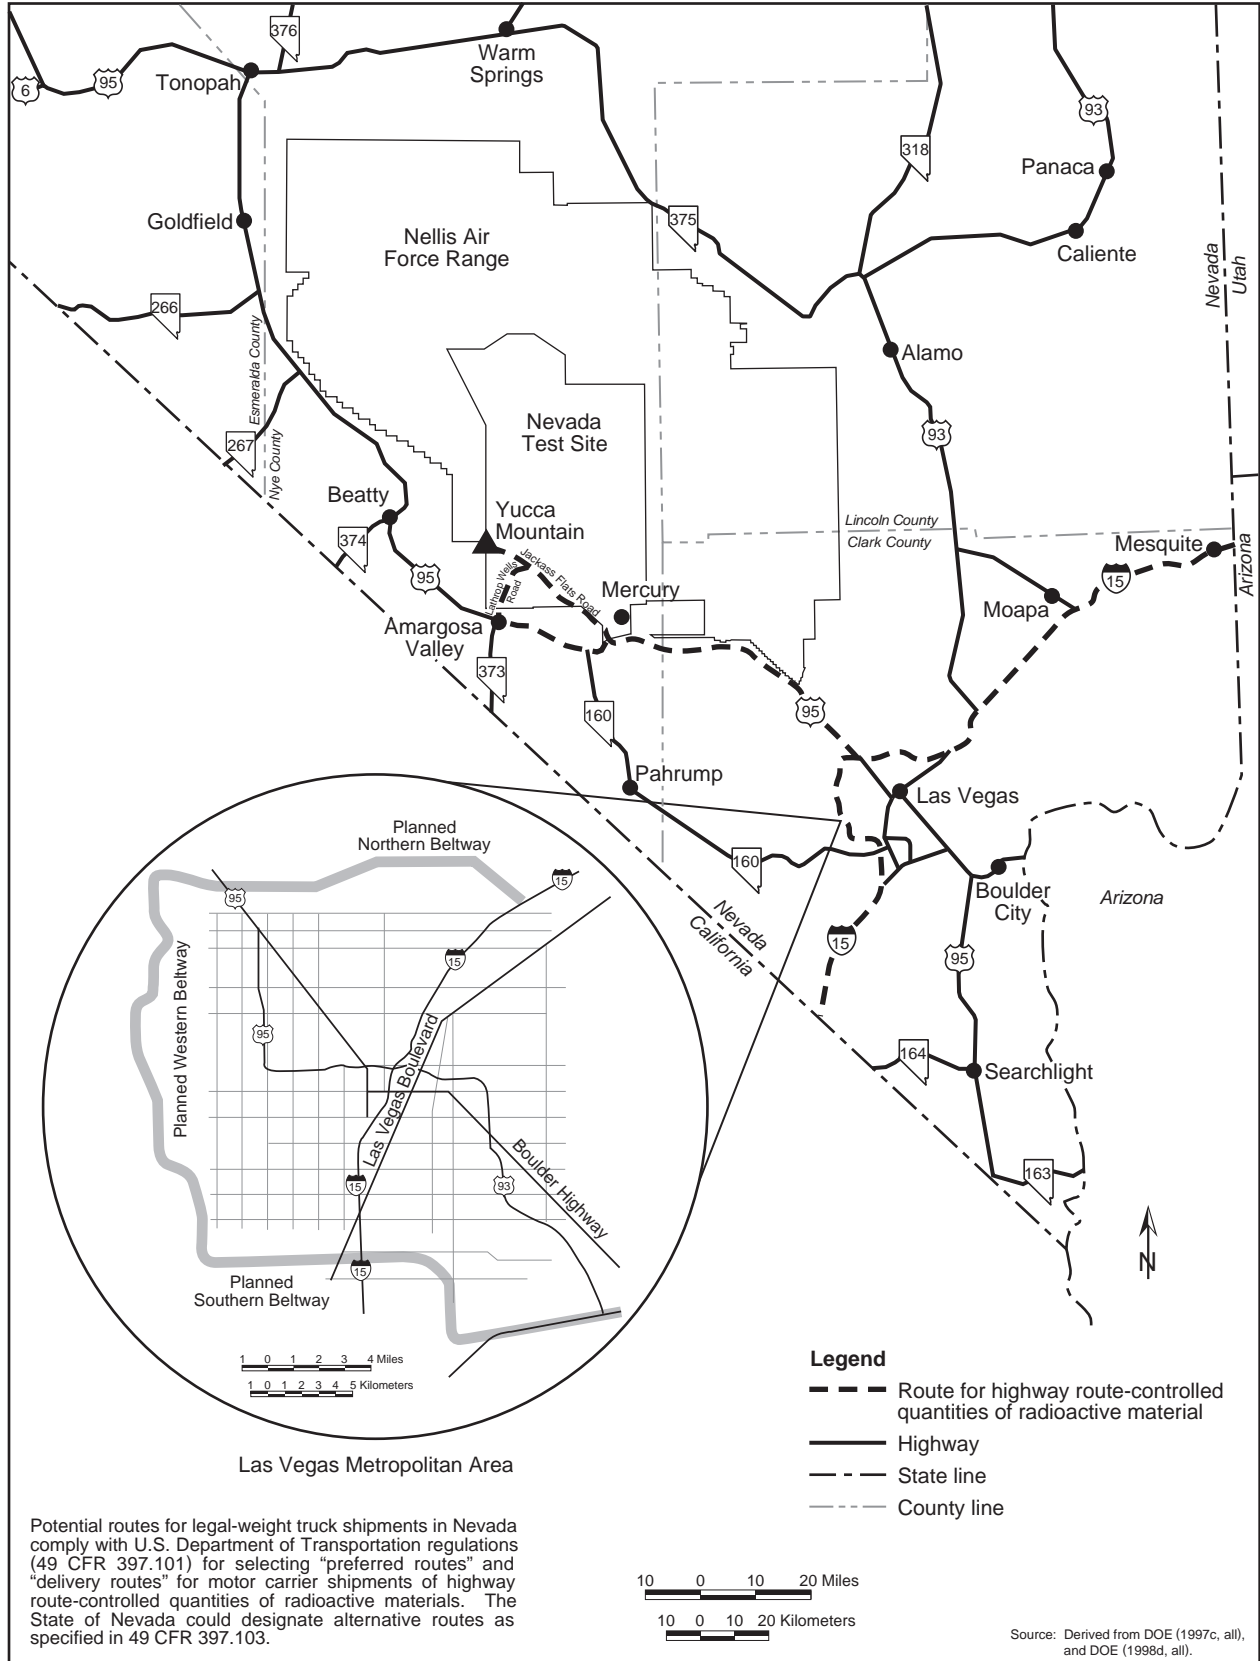 376
Warm
Springs
6
95
Tonopah
93
318
Panaca
Goldfield
375
Nellis Air
Force Range
Caliente
Nevada
Utah
266
Esmeralda County
Nye County
Alamo
267
Nevada
Test Site
93
Beatty
Yucca
Mountain
Lincoln County
Clark County
374
Mesquite
Arizona
95
Jackass Flats Road
Lathrop Wells
Road
15
Mercury
Moapa
Amargosa
Valley
373
160
95
Pahrump
Las Vegas
160
Boulder
City
Arizona
Nevada
California
15
95
164
Searchlight
163
N
Planned
Northern Beltway
15
95
Planned Western Beltway
15
95
Las Vegas Boulevard
Boulder Highway
15
93
15
Planned
Southern Beltway
1 0 1 2 3 4 Miles
1 0 1 2 3 4 5 Kilometers
Las Vegas Metropolitan Area
Legend
Route for highway route-controlled
quantities of radioactive material
Highway
State line
County line
Potential routes for legal-weight truck shipments in Nevada
comply with U.S. Department of Transportation regulations
(49 CFR 397.101) for selecting “preferred routes” and
“delivery routes” for motor carrier shipments of highway
route-controlled quantities of radioactive materials. The
State of Nevada could designate alternative routes as
specified in 49 CFR 397.103.
10 0 10 20 Miles
10 0 10 20 Kilometers
Source: Derived from DOE (1997c, all),
and DOE (1998d, all).